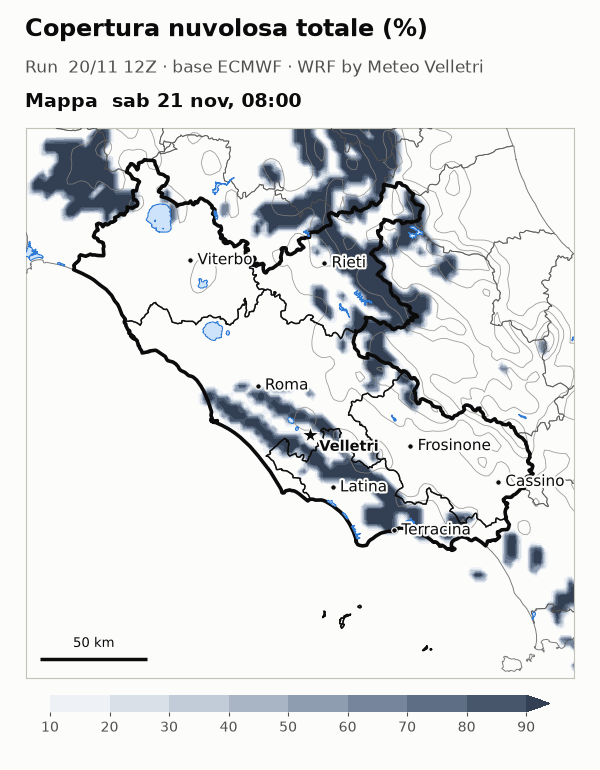 Copertura nuvolosa totale (%)
Run  20/11 12Z · base ECMWF · WRF by Meteo Velletri
Mappa  sab 21 nov, 08:00
Viterbo
Rieti
Roma
Velletri
Frosinone
Latina
Cassino
Terracina
50 km
10 20 30 40 50 60 70 80 90